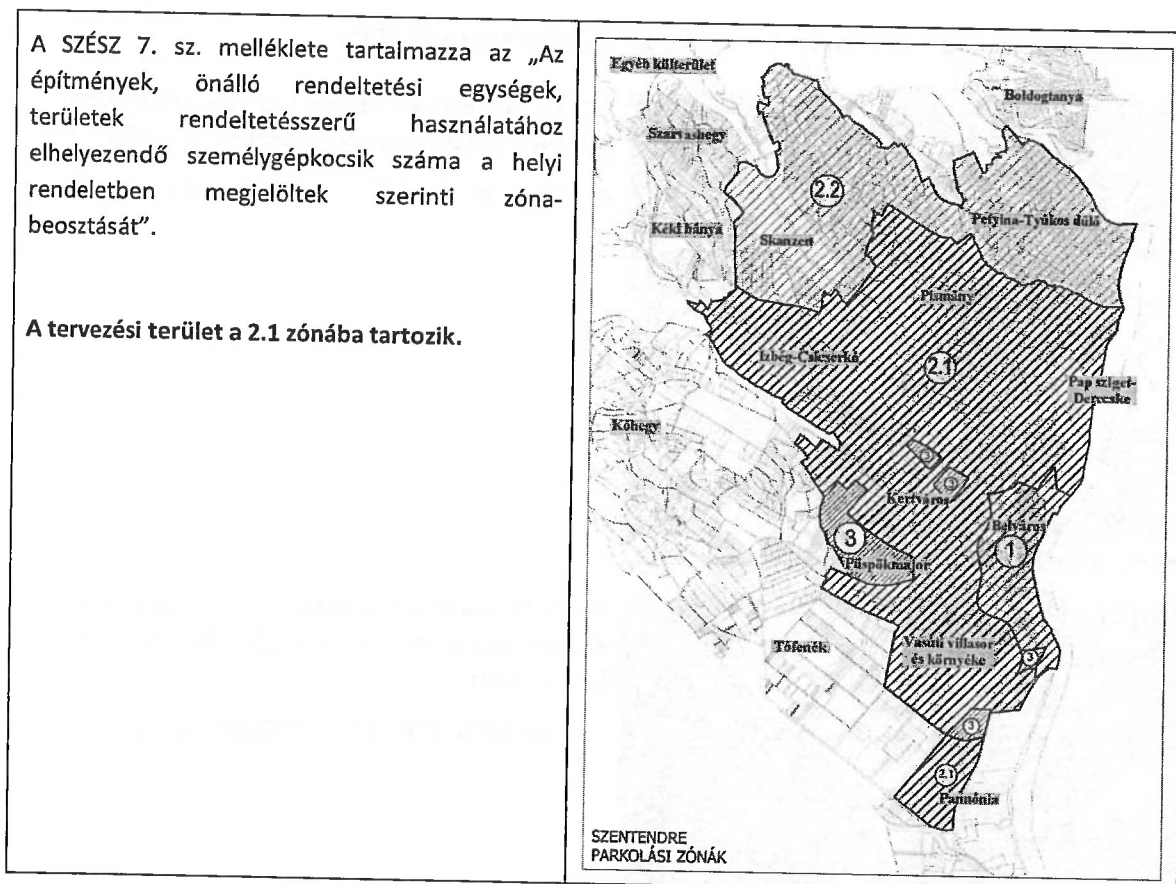 A SZÉSZ 7. sz. melléklete tartalmazza az „Az
építmények, önálló rendeltetési egységek,
területek rendeltetésszerű használatához
elhelyezendő személygépkocsik száma a helyi
rendeletben megjelöltek szerinti zóna-
beosztását”.
A tervezési terület a 2.1 zónába tartozik.
Egyéb külterület
Boldogtanya
Szarvashegy
2.2
Petyina-Tyúkos dűlő
Kéki bánya
Skanzen
Pismány
Izbég-Csicserkó
2.1
Pap sziget-
Derecske
Kőhegy
3
3
Kertváros
Belváros
3
1
Püspökmajor
Tófenék
Vasúti villasor
és környéke
3
3
2.1
Pannónia
SZENTENDRE
PARKOLÁSI ZÓNÁK